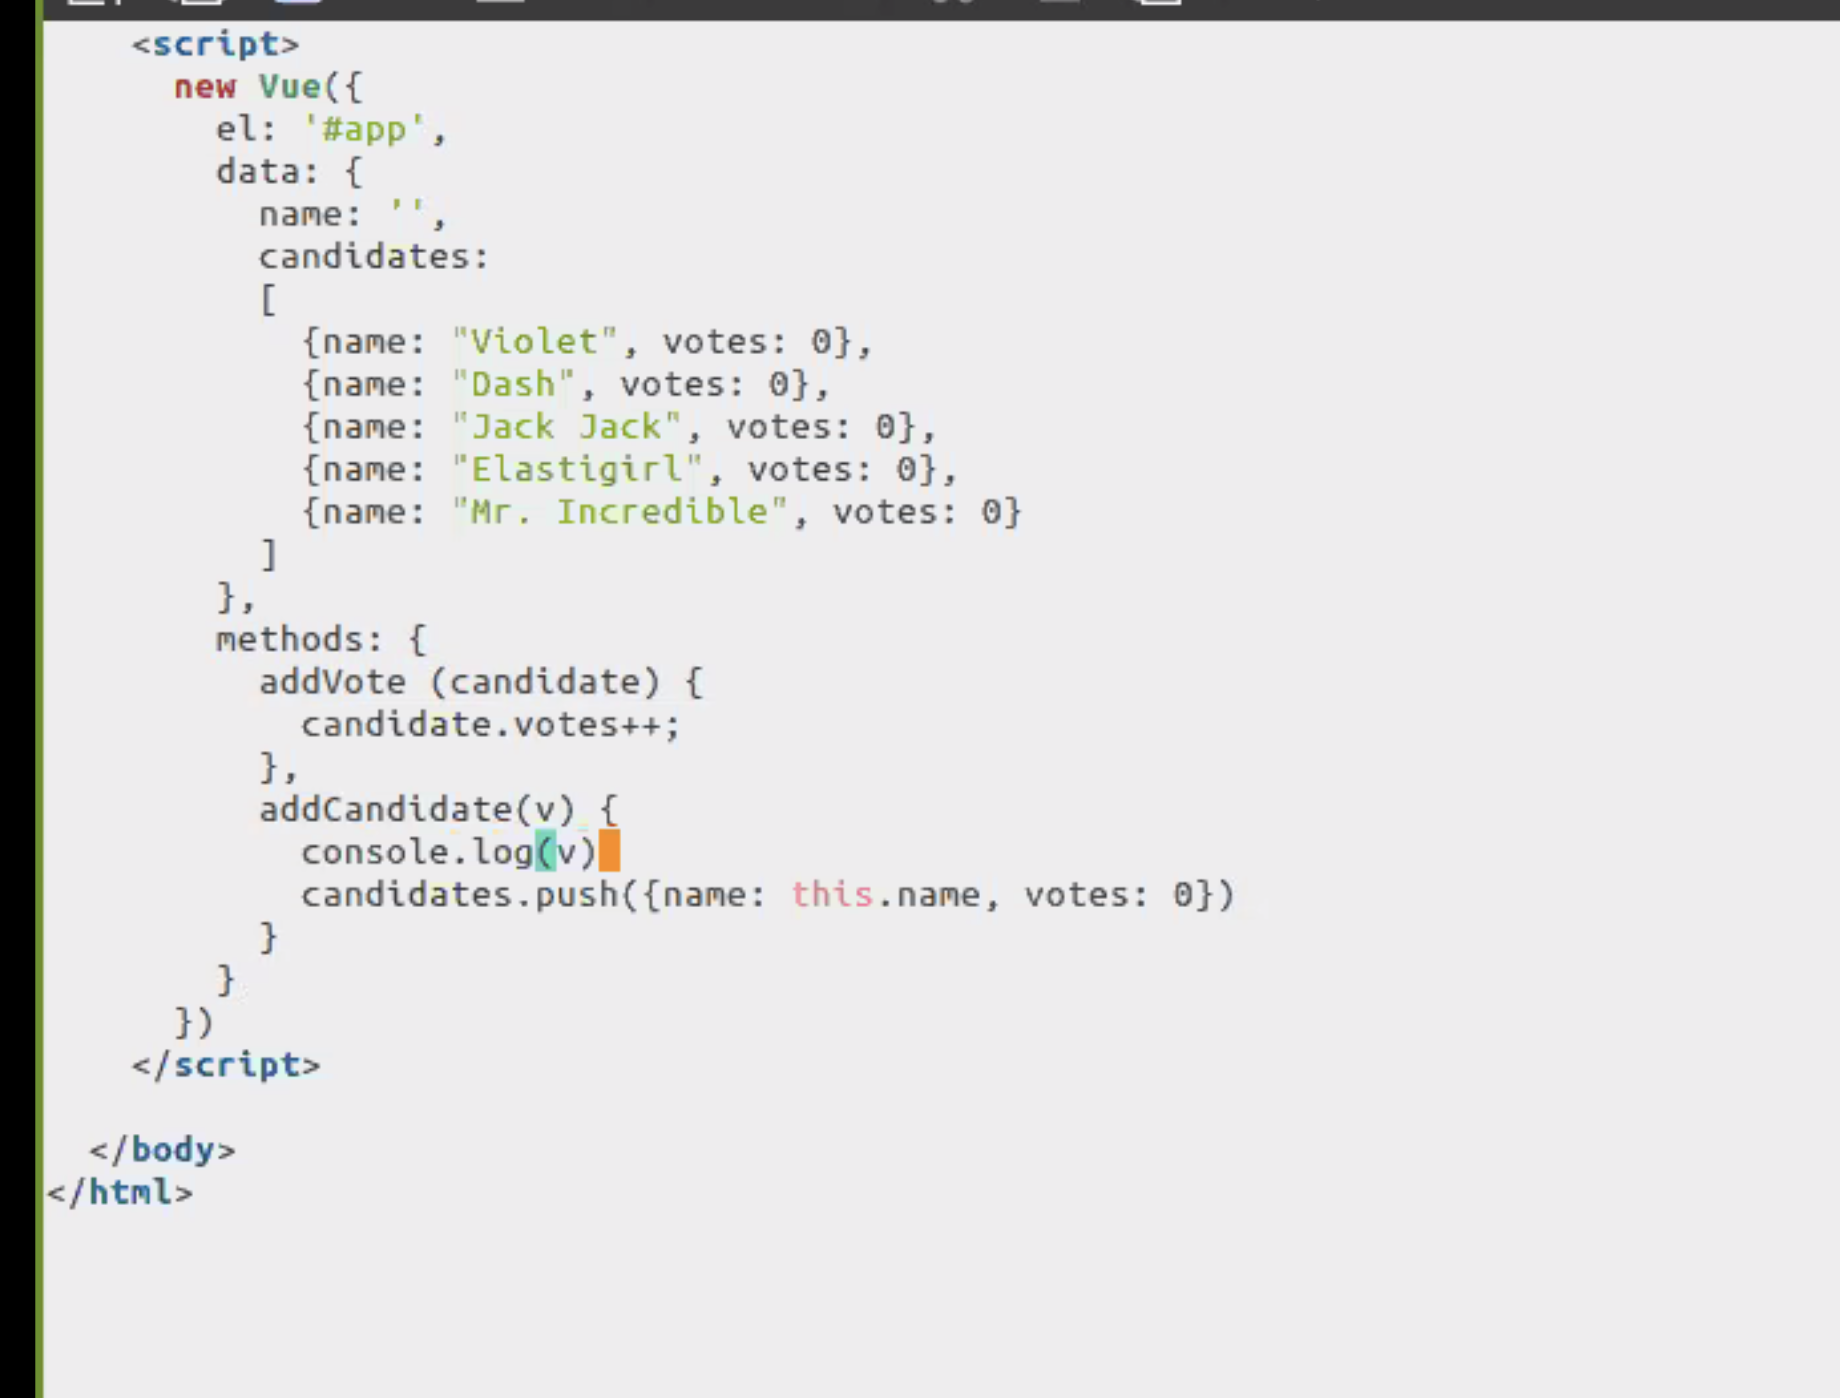 <script>
new Vue({
el: '#app',
data: {
name: '',
candidates:
[
{name: "Violet", votes: 0},
{name: "Dash", votes: 0},
{name: "Jack Jack", votes: 0},
{name: "Elastigirl", votes: 0},
{name: "Mr. Incredible", votes: 0}
]
},
methods: {
addVote (candidate) {
candidate.votes++;
},
addCandidate(v) {
console.log(v)
candidates.push({name: this.name, votes: 0})
}
}
})
</script>
</body>
</html>